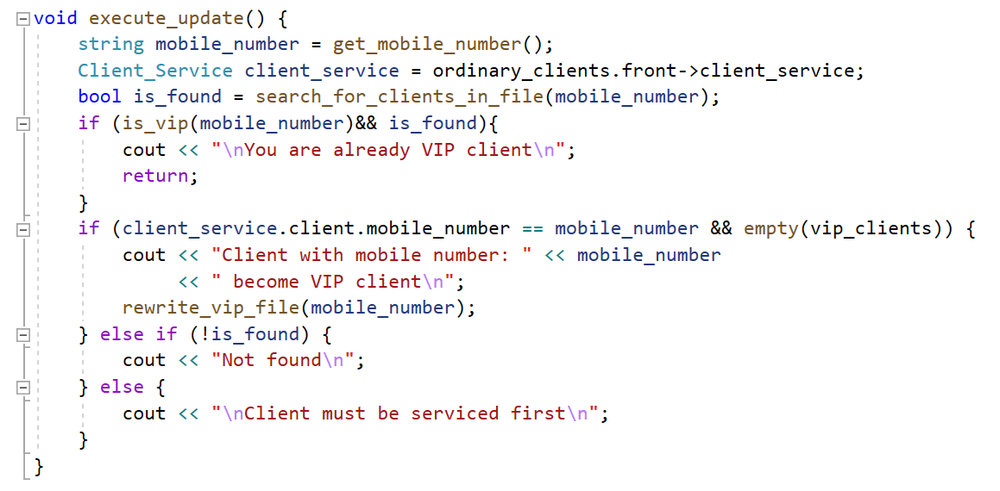 void execute_update() {
    string mobile_number = get_mobile_number();
    Client_Service client_service = ordinary_clients.front->client_service;
    bool is_found = search_for_clients_in_file(mobile_number);
    if (is_vip(mobile_number)&& is_found){
        cout << "\nYou are already VIP client\n";
        return;
    }
    if (client_service.client.mobile_number == mobile_number && empty(vip_clients)) {
        cout << "Client with mobile number: " << mobile_number
             << " become VIP client\n";
        rewrite_vip_file(mobile_number);
    } else if (!is_found) {
        cout << "Not found\n";
    } else {
        cout << "\nClient must be serviced first\n";
    }
}